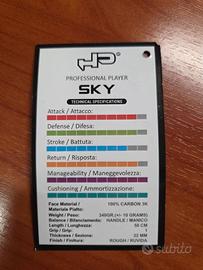 HP
PROFESSIONAL PLAYER
SKY
TECHNICAL SPECIFICATIONS
Attack / Attacco:
Defense / Difesa:
Stroke / Battuta:
Return / Risposta:
Manageability / Maneggevolezza:
Cushioning / Ammortizzazione:
Face Material / 100% CARBON 3K
Materiale Piatto:
Weight / Peso: 340GR.(+/- 10 GRAMS)
Balance / Bilanciamento: HANDLE / MANICO
Length / Lunghezza: 50 CM
Grip / Grip:
Thickness / Sezione: 22 MM
Finish / Finitura: ROUGH / RUVIDA
subito